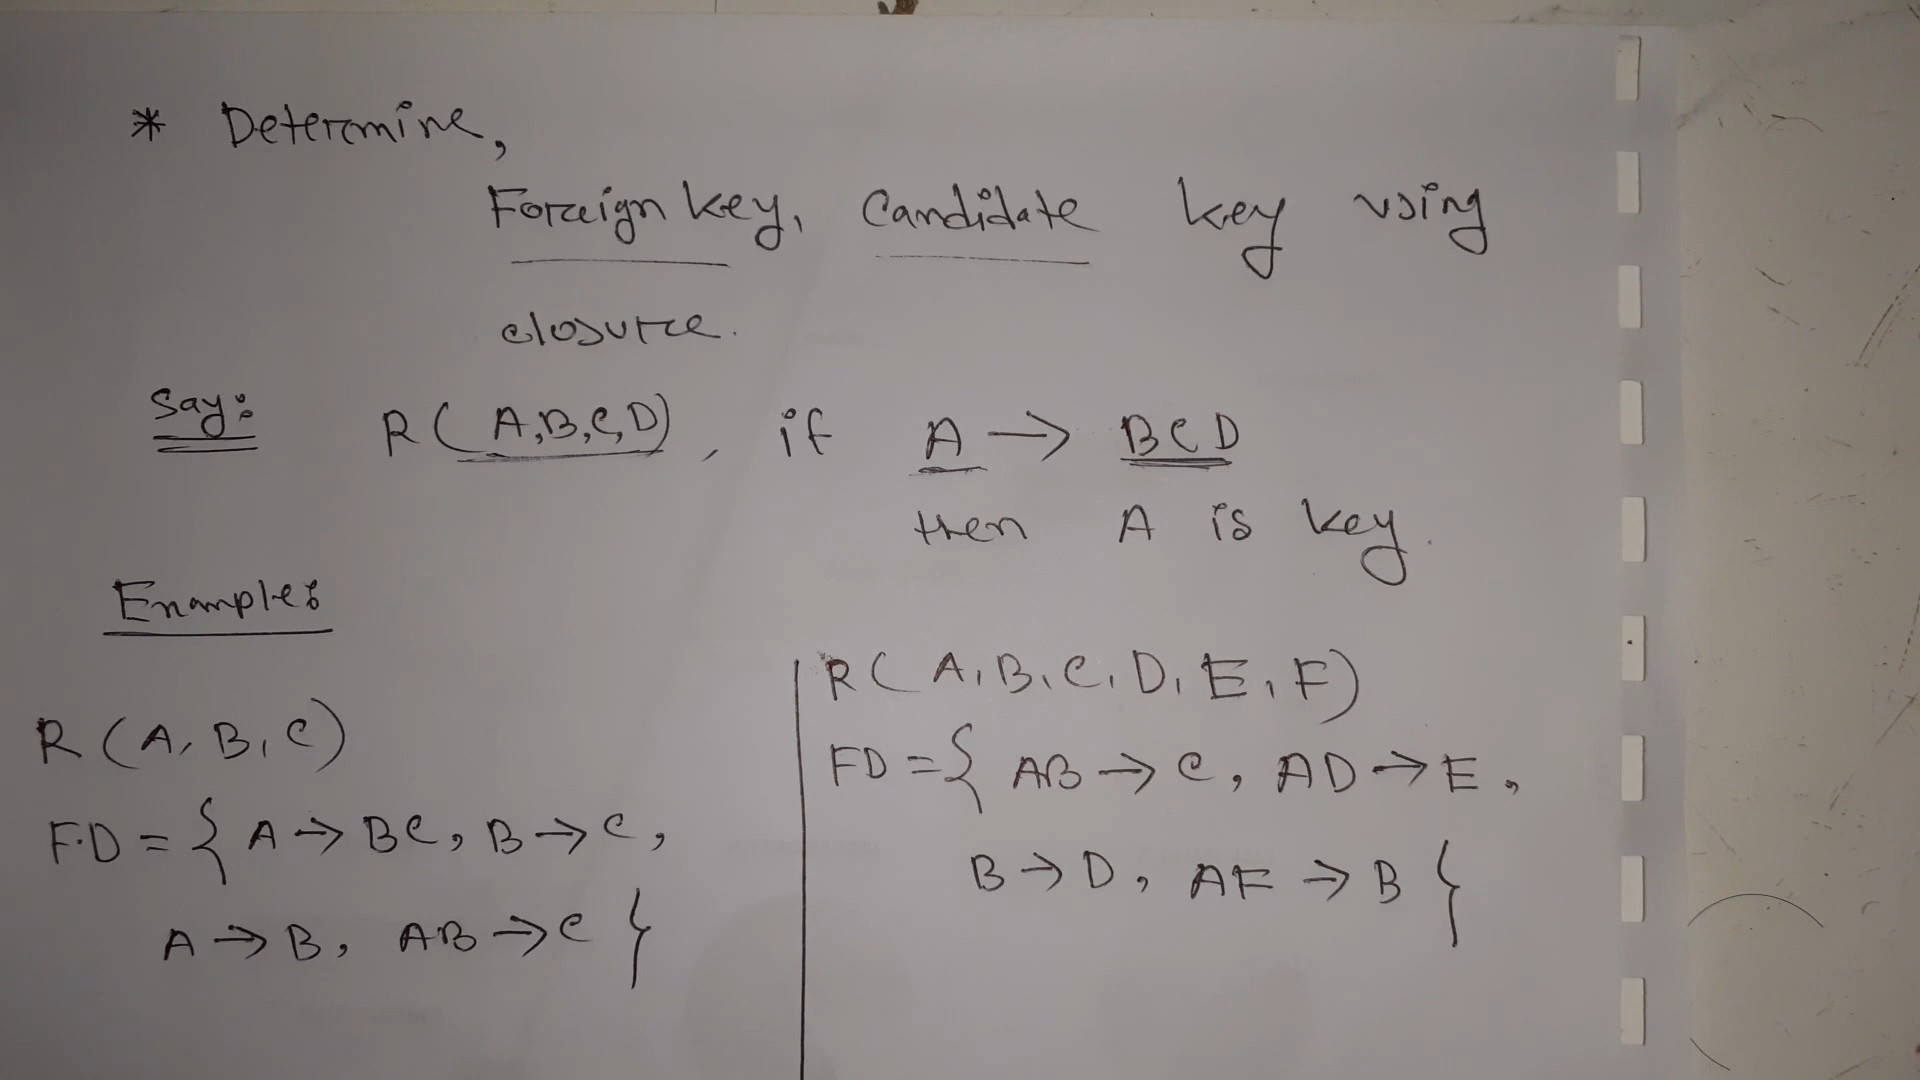 * Determine,
Foreign key, Candidate key using
closure.
Say: R(A,B,C,D), if A → BCD
then A is key.
Example:
R(A,B,C)
F.D = { A → BC, B → C,
A → B, AB → C }
R(A,B,C,D,E,F)
FD = { AB → C, AD → E,
B → D, AF → B }